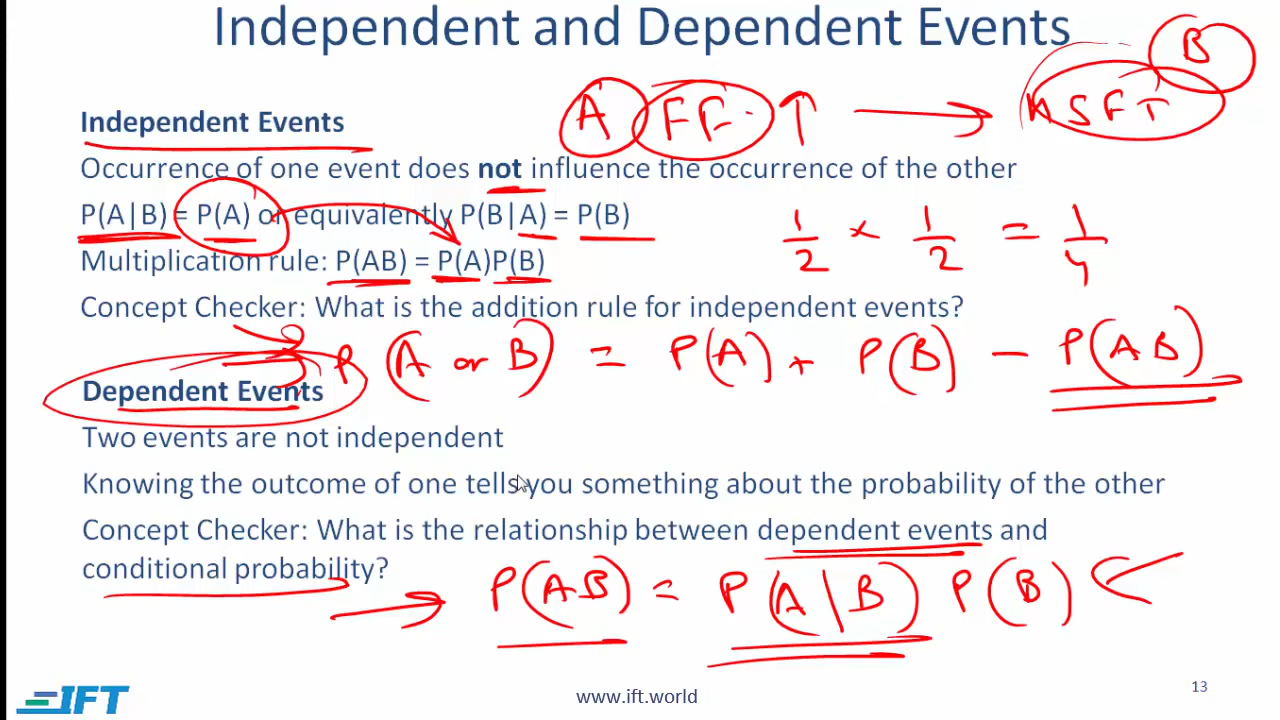 Independent and Dependent Events
B
A FF ↑ → MSFT
Independent Events
Occurrence of one event does not influence the occurrence of the other
P(A|B) = P(A) or equivalently P(B|A) = P(B)
1/2 × 1/2 = 1/4
Multiplication rule: P(AB) = P(A)P(B)
Concept Checker: What is the addition rule for independent events?
P(A or B) = P(A) + P(B) − P(AB)
Dependent Events
Two events are not independent
Knowing the outcome of one tells you something about the probability of the other
Concept Checker: What is the relationship between dependent events and
conditional probability?
→ P(AB) = P(A|B) P(B)
IFT
www.ift.world
13